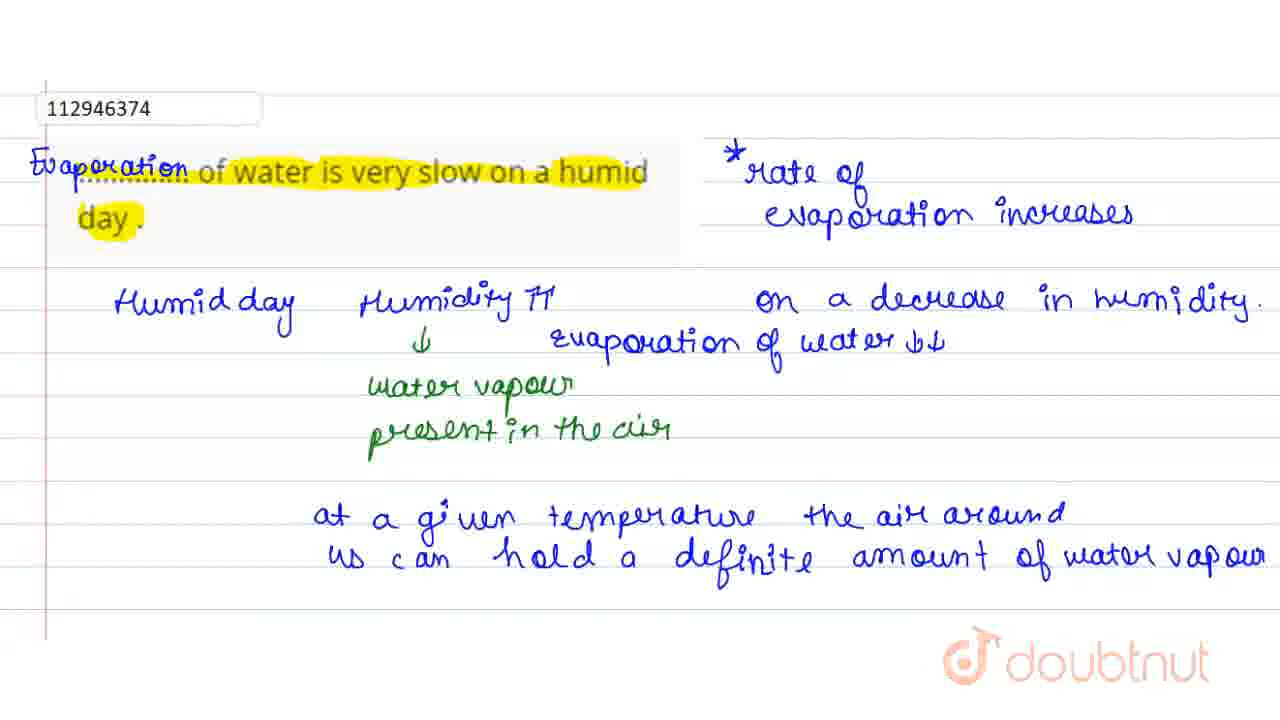 112946374
Evaporation ............... of water is very slow on a humid
day .
* rate of
evaporation increases
on a decrease in humidity.
Humid day Humidity ↑↑
↓ Evaporation of water ↓↓
water vapour
present in the air
at a given temperature the air around
us can hold a definite amount of water vapour
doubtnut